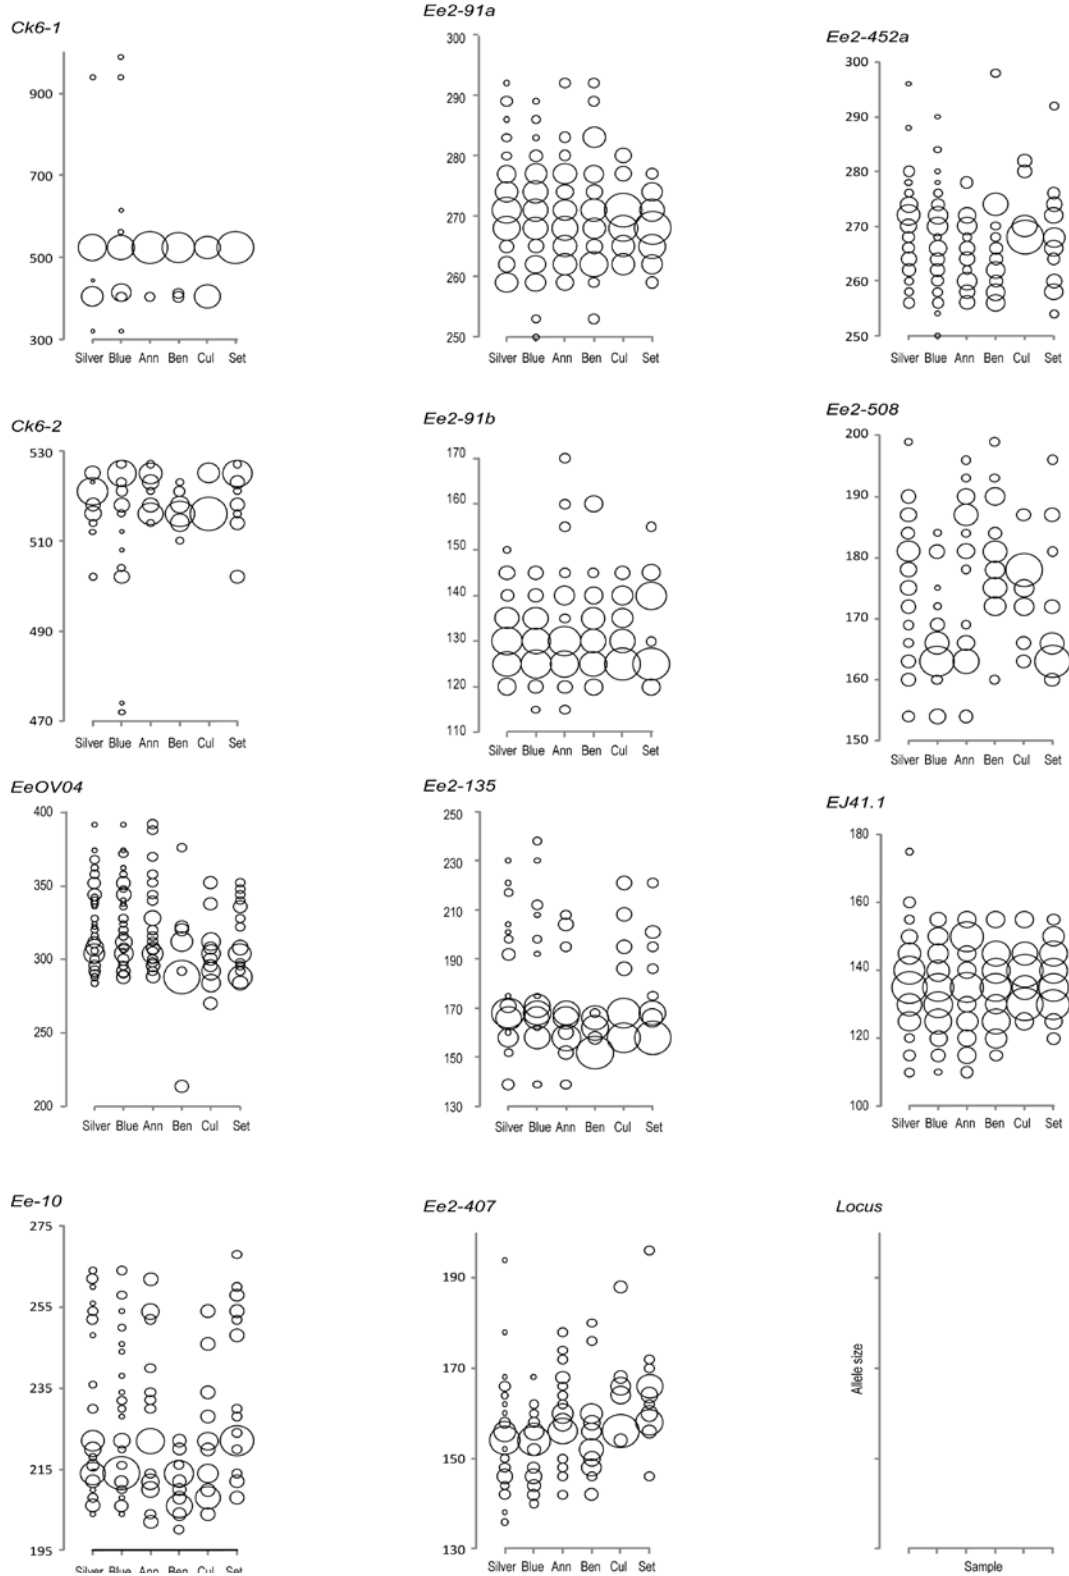 Ck6-1
900
700
500
300
Silver Blue Ann Ben Cul Set
Ee2-91a
300
290
280
270
260
250
Silver Blue Ann Ben Cul Set
Ee2-452a
300
290
280
270
260
250
Silver Blue Ann Ben Cul Set
Ck6-2
530
510
490
470
Silver Blue Ann Ben Cul Set
Ee2-91b
170
160
150
140
130
120
110
Silver Blue Ann Ben Cul Set
Ee2-508
200
190
180
170
160
150
Silver Blue Ann Ben Cul Set
EeOV04
400
350
300
250
200
Silver Blue Ann Ben Cul Set
Ee2-135
250
230
210
190
170
150
130
Silver Blue Ann Ben Cul Set
EJ41.1
180
160
140
120
100
Silver Blue Ann Ben Cul Set
Ee-10
275
255
235
215
195
Silver Blue Ann Ben Cul Set
Ee2-407
190
170
150
130
Silver Blue Ann Ben Cul Set
Locus
Allele size
Sample